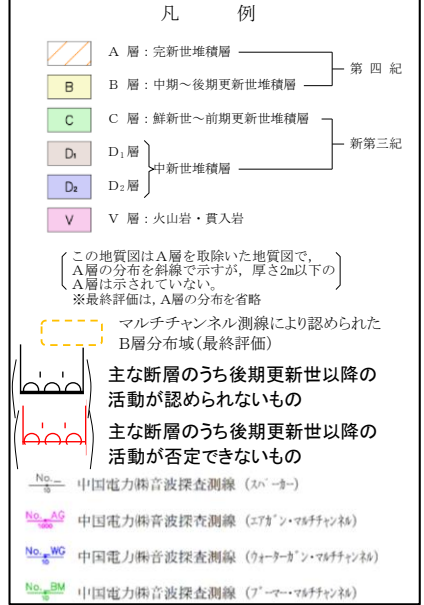 凡 例
A 層：完新世堆積層
第 四 紀
B
B 層：中期～後期更新世堆積層
C
C 層：鮮新世～前期更新世堆積層
新第三紀
D₁
D₁層
中新世堆積層
D₂
D₂層
V
V 層：火山岩・貫入岩
この地質図はA層を取除いた地質図で，
A層の分布を斜線で示すが，厚さ2m以下の
A層は示されていない。
※最終評価は，A層の分布を省略
マルチチャンネル測線により認められた
B層分布域(最終評価)
主な断層のうち後期更新世以降の
活動が認められないもの
主な断層のうち後期更新世以降の
活動が否定できないもの
No.
10
中国電力㈱音波探査測線 (スパーカー)
No. AG
1000
中国電力㈱音波探査測線 (エアガン・マルチチャンネル)
No. WG
10
中国電力㈱音波探査測線 (ウォーターガン・マルチチャンネル)
No. BM
10
中国電力㈱音波探査測線 (ブーマー・マルチチャンネル)